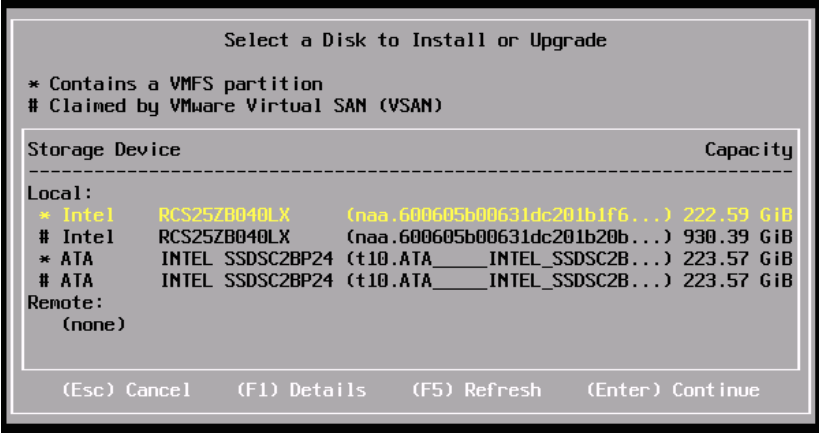 Select a Disk to Install or Upgrade
* Contains a VMFS partition
# Claimed by VMware Virtual SAN (VSAN)
Storage Device Capacity
--------------------------------------------------------------------------
Local:
* Intel RCS25ZB040LX (naa.600605b00631dc201b1f6...) 222.59 GiB
# Intel RCS25ZB040LX (naa.600605b00631dc201b20b...) 930.39 GiB
* ATA INTEL SSDSC2BP24 (t10.ATA_____INTEL_SSDSC2B...) 223.57 GiB
# ATA INTEL SSDSC2BP24 (t10.ATA_____INTEL_SSDSC2B...) 223.57 GiB
Remote:
(none)
(Esc) Cancel (F1) Details (F5) Refresh (Enter) Continue